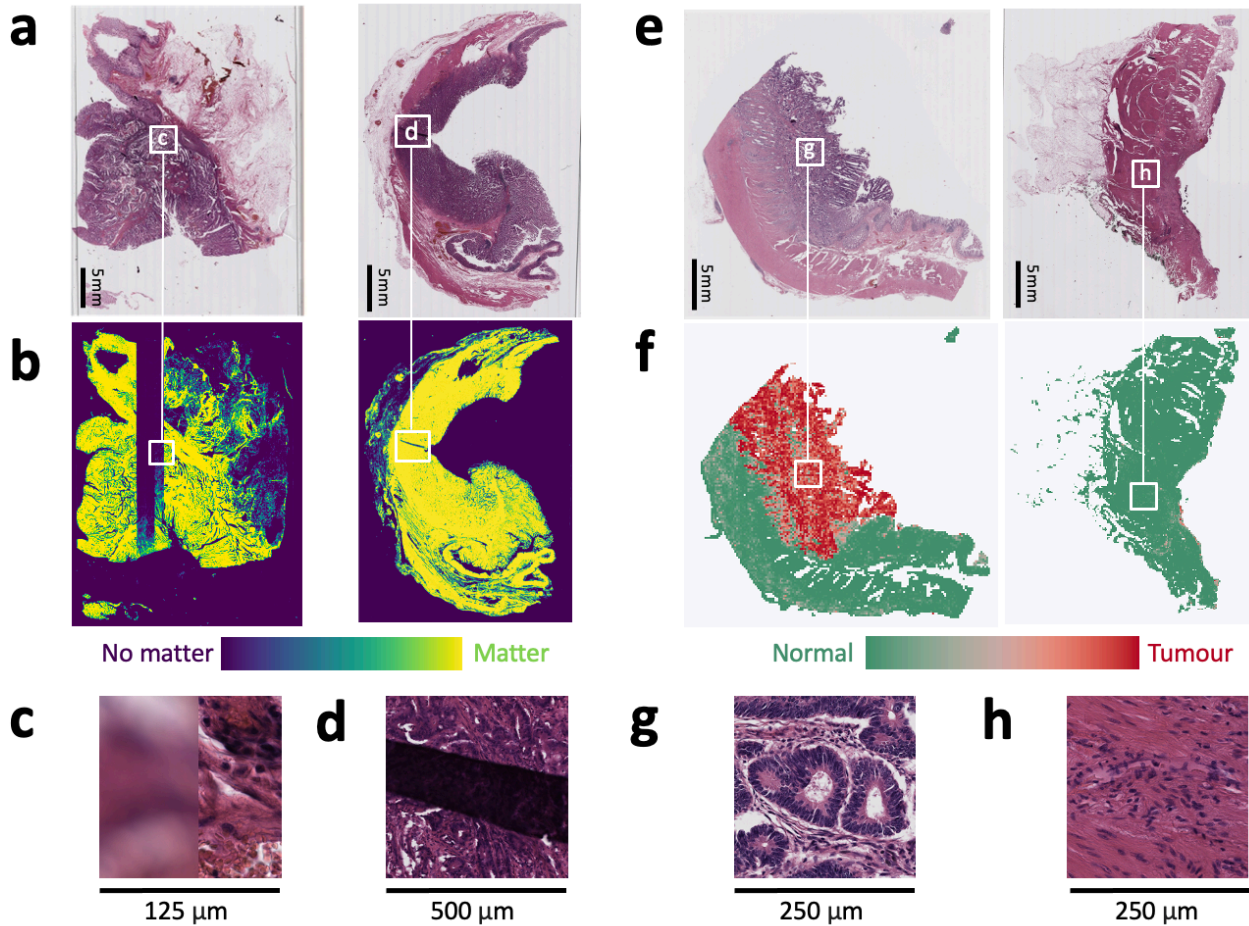 a
e
c
d
g
h
5mm
5mm
5mm
5mm
b
f
No matter
Matter
Normal
Tumour
c
d
g
h
125 µm
500 µm
250 µm
250 µm